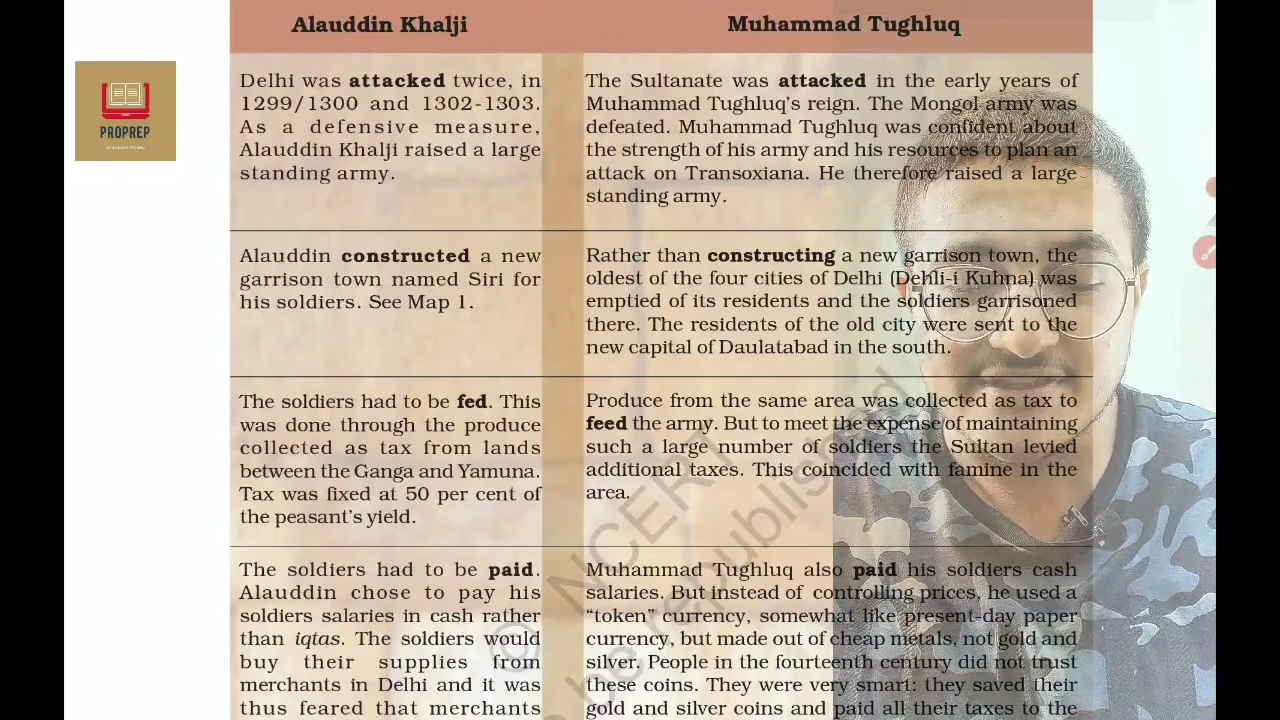 Alauddin Khalji
Muhammad Tughluq
PROPREP
Delhi was attacked twice, in
1299/1300 and 1302-1303.
As a defensive measure,
Alauddin Khalji raised a large
standing army.
The Sultanate was attacked in the early years of
Muhammad Tughluq's reign. The Mongol army was
defeated. Muhammad Tughluq was confident about
the strength of his army and his resources to plan an
attack on Transoxiana. He therefore raised a large
standing army.
Alauddin constructed a new
garrison town named Siri for
his soldiers. See Map 1.
Rather than constructing a new garrison town, the
oldest of the four cities of Delhi (Dehli-i Kuhna) was
emptied of its residents and the soldiers garrisoned
there. The residents of the old city were sent to the
new capital of Daulatabad in the south.
The soldiers had to be fed. This
was done through the produce
collected as tax from lands
between the Ganga and Yamuna.
Tax was fixed at 50 per cent of
the peasant's yield.
Produce from the same area was collected as tax to
feed the army. But to meet the expense of maintaining
such a large number of soldiers the Sultan levied
additional taxes. This coincided with famine in the
area.
The soldiers had to be paid.
Alauddin chose to pay his
soldiers salaries in cash rather
than iqtas. The soldiers would
buy their supplies from
merchants in Delhi and it was
thus feared that merchants
Muhammad Tughluq also paid his soldiers cash
salaries. But instead of controlling prices, he used a
“token” currency, somewhat like present-day paper
currency, but made out of cheap metals, not gold and
silver. People in the fourteenth century did not trust
these coins. They were very smart: they saved their
gold and silver coins and paid all their taxes to the
© NCERT
be republished